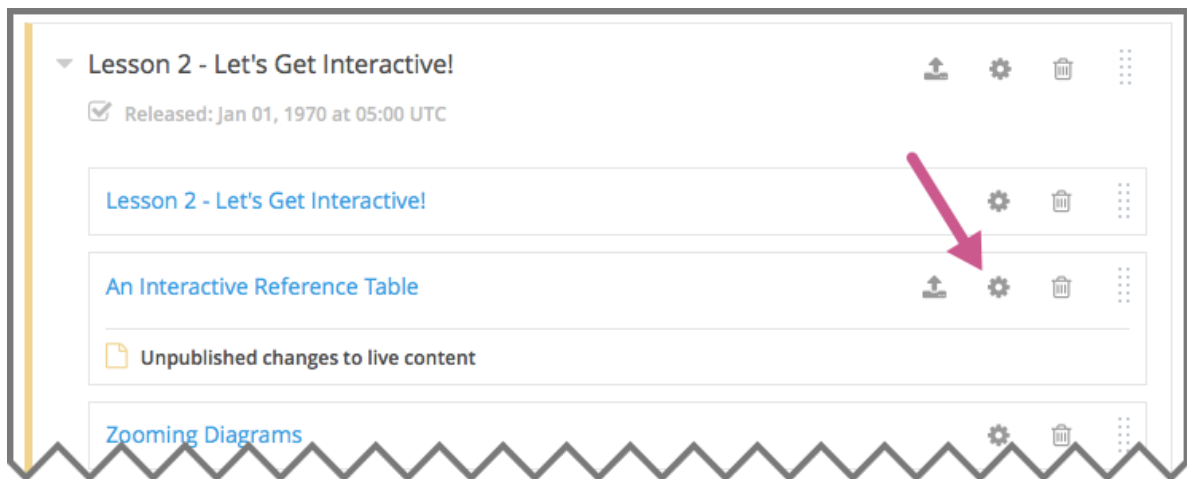 Lesson 2 - Let's Get Interactive!
Released: Jan 01, 1970 at 05:00 UTC
Lesson 2 - Let's Get Interactive!
An Interactive Reference Table
Unpublished changes to live content
Zooming Diagrams